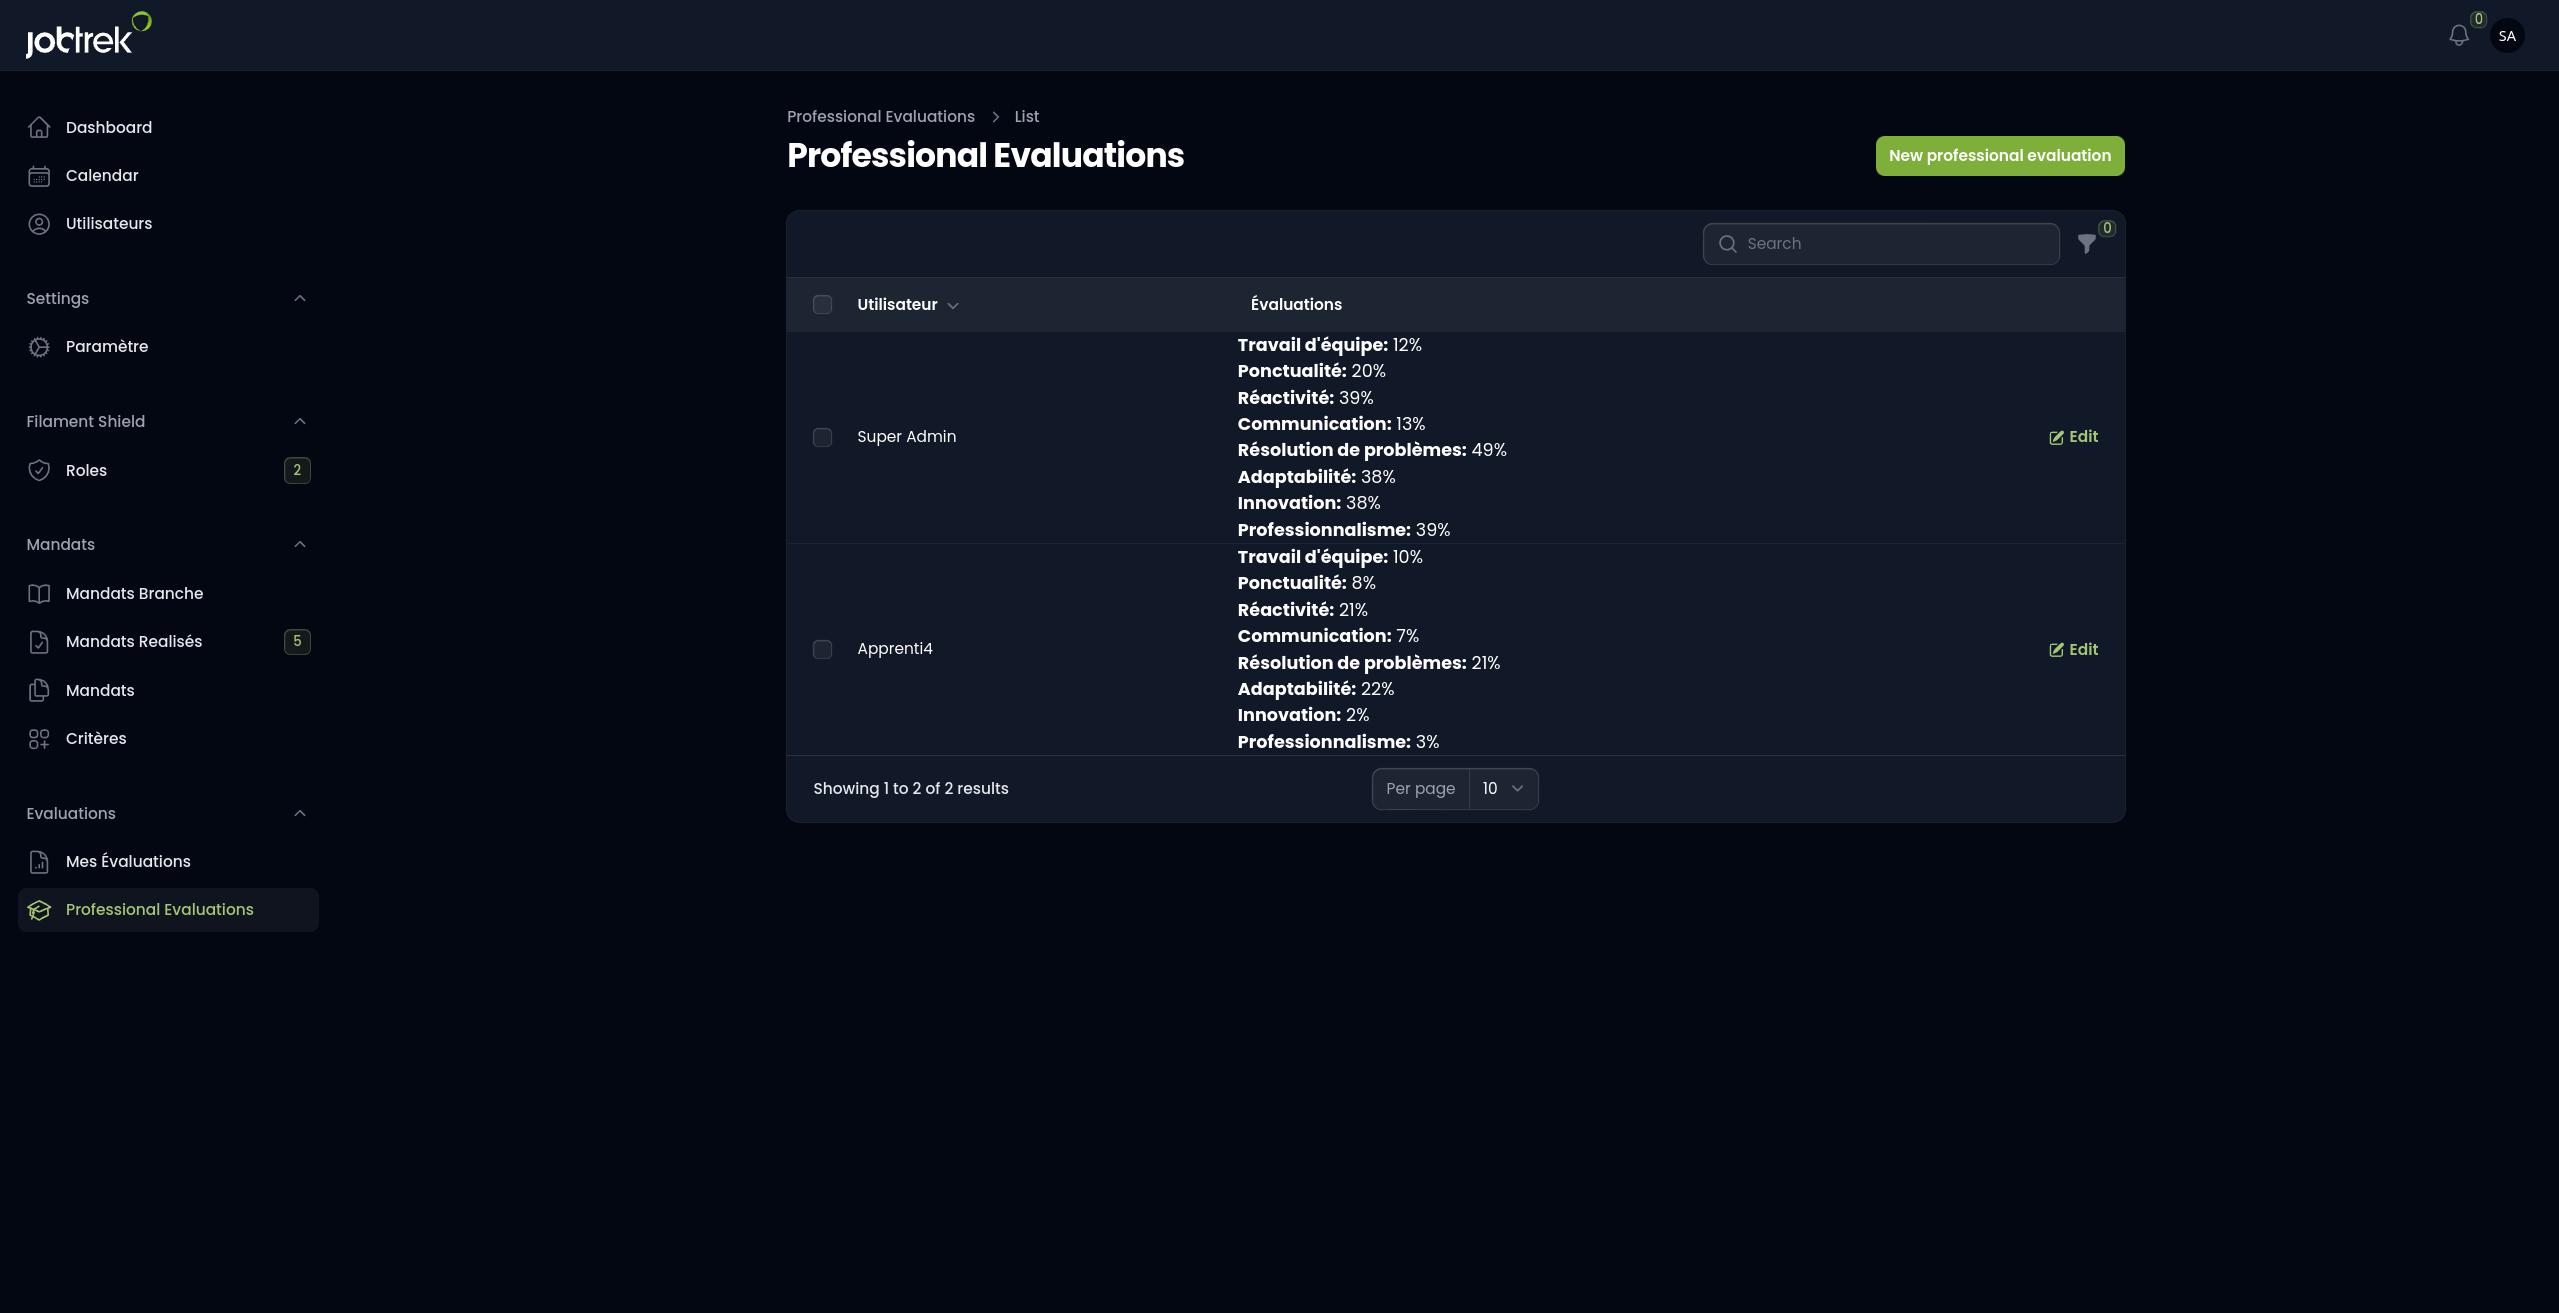 jobtrek
0
SA
Dashboard
Calendar
Utilisateurs
Settings
Paramètre
Filament Shield
Roles 2
Mandats
Mandats Branche
Mandats Realisés 5
Mandats
Critères
Evaluations
Mes Évaluations
Professional Evaluations
Professional Evaluations > List
Professional Evaluations
New professional evaluation
Search
0
Utilisateur Évaluations
Super Admin
Travail d'équipe: 12%
Ponctualité: 20%
Réactivité: 39%
Communication: 13%
Résolution de problèmes: 49%
Adaptabilité: 38%
Innovation: 38%
Professionnalisme: 39%
Edit
Apprenti4
Travail d'équipe: 10%
Ponctualité: 8%
Réactivité: 21%
Communication: 7%
Résolution de problèmes: 21%
Adaptabilité: 22%
Innovation: 2%
Professionnalisme: 3%
Edit
Showing 1 to 2 of 2 results
Per page 10